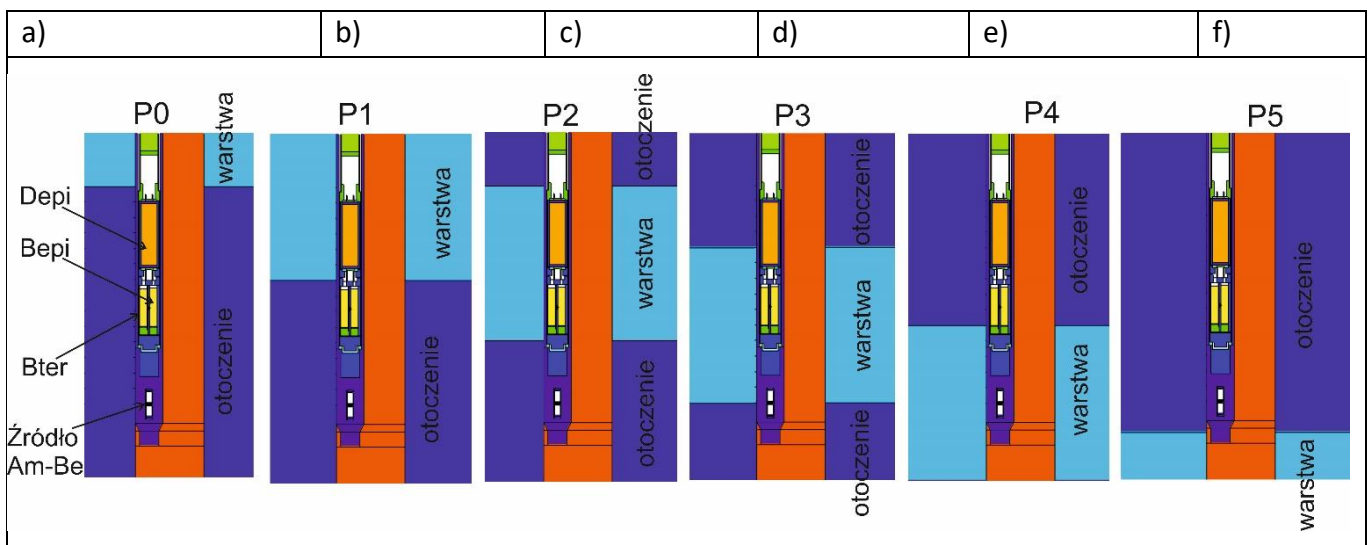 a) b) c) d) e) f)
P0 P1 P2 P3 P4 P5
warstwa
otoczenie
Depi
Bepi
Bter
Źródło
Am-Be
warstwa
otoczenie
otoczenie
warstwa
otoczenie
otoczenie
warstwa
otoczenie
otoczenie
warstwa
otoczenie
warstwa